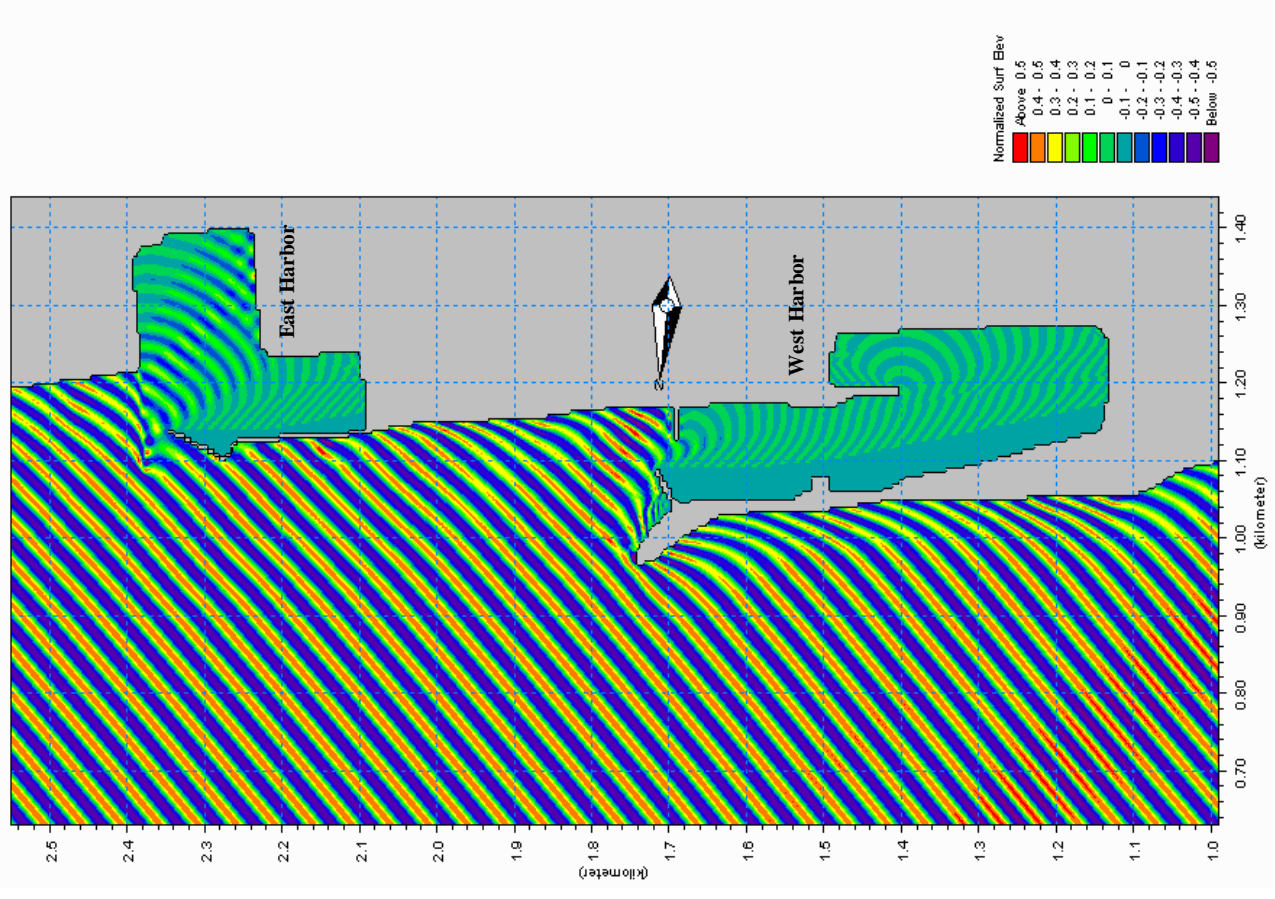 Normalized Surf Elev
Above 0.5
0.4 - 0.5
0.3 - 0.4
0.2 - 0.3
0.1 - 0.2
0 - 0.1
-0.1 - 0
-0.2 - -0.1
-0.3 - -0.2
-0.4 - -0.3
-0.5 - -0.4
Below -0.5
East Harbor
West Harbor
N
2.5
2.4
2.3
2.2
2.1
2.0
1.9
1.8
1.7
1.6
1.5
1.4
1.3
1.2
1.1
1.0
(kilometer)
1.40
1.30
1.20
1.10
1.00
0.90
0.80
0.70
(kilometer)